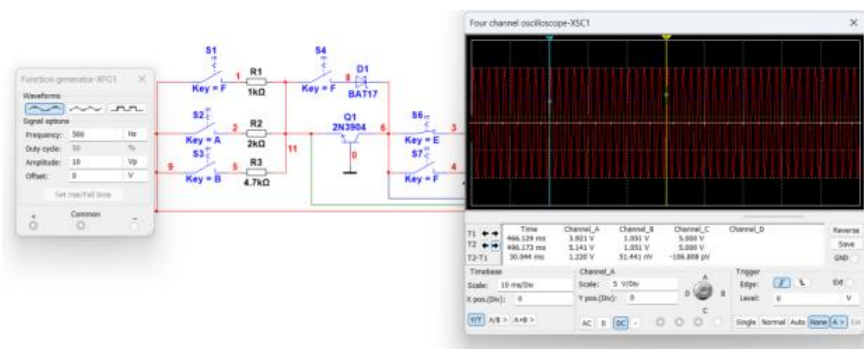 Function generator-XFG1
Waveforms
Signal options
Frequency: 500 Hz
Duty cycle: 50 %
Amplitude: 10 Vp
Offset: 0 V
Set rise/Fall time
+ Common -
S1
Key = F
1
R1
1kΩ
S4
Key = F
8
D1
BAT17
S2
Key = A
2
R2
2kΩ
Q1
2N3904
6
0
S6
Key = E
3
9
S3
Key = B
5
R3
4.7kΩ
11
S7
Key = F
4
Four channel oscilloscope-XSC1
Time Channel_A Channel_B Channel_C Channel_D
T1 466.129 ms 3.921 V 1.051 V 5.000 V
T2 496.173 ms 5.141 V 1.051 V 5.000 V
T2-T1 30.044 ms 1.220 V 51.441 nV -106.808 pV
Reverse
Save
GND
Timebase
Scale: 10 ms/Div
X pos.(Div): 0
Y/T A/B > A+B >
Channel_A
Scale: 5 V/Div
Y pos.(Div): 0
AC 0 DC -
A
B
C
D
Trigger
Edge: Ext
Level: 0 V
Single Normal Auto None A > Ext